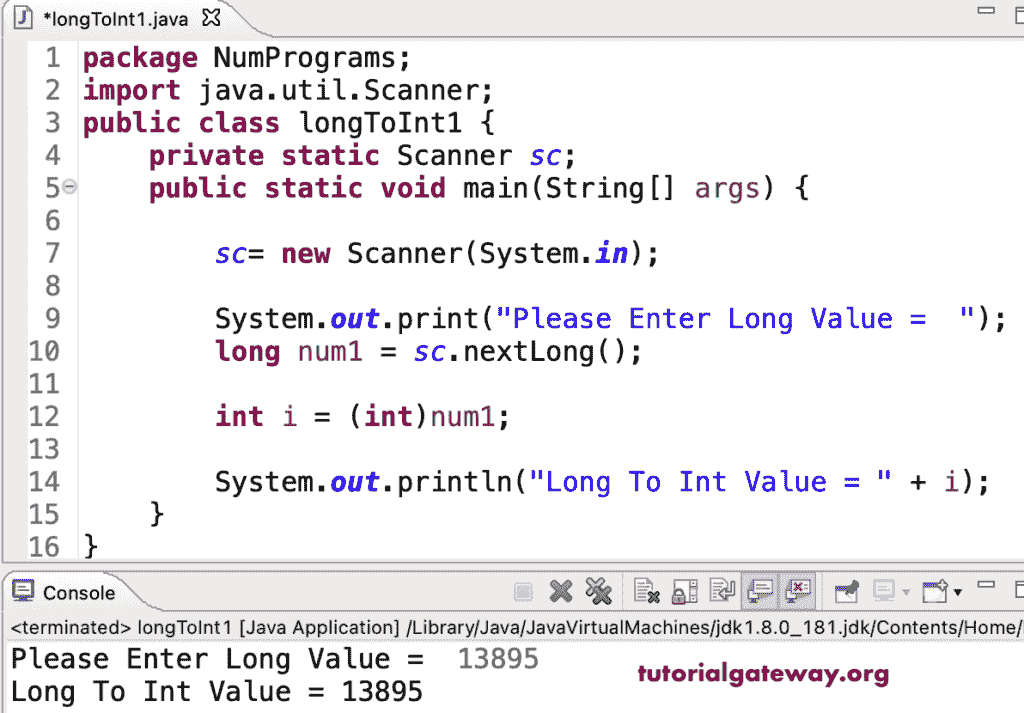 *longToInt1.java
1 package NumPrograms;
2 import java.util.Scanner;
3 public class longToInt1 {
4     private static Scanner sc;
5     public static void main(String[] args) {
6
7         sc= new Scanner(System.in);
8
9         System.out.print("Please Enter Long Value =  ");
10         long num1 = sc.nextLong();
11
12         int i = (int)num1;
13
14         System.out.println("Long To Int Value = " + i);
15     }
16 }
Console
<terminated> longToInt1 [Java Application] /Library/Java/JavaVirtualMachines/jdk1.8.0_181.jdk/Contents/Home/
Please Enter Long Value =  13895
Long To Int Value = 13895
tutorialgateway.org